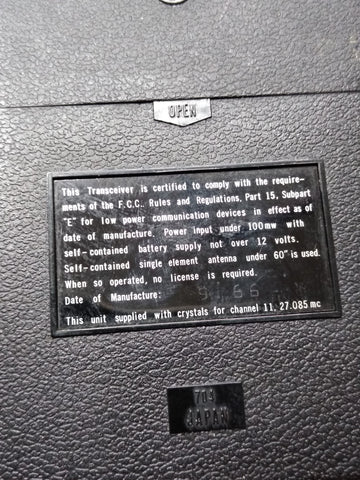 OPEN
This Transceiver is certified to comply with the require-
ments of the F.C.C., Rules and Regulations, Part 15, Subpart
"E" for low power communication devices in effect as of
date of manufacture. Power input under 100mw with
self-contained battery supply not over 12 volts.
Self-contained single element antenna under 60" is used.
When so operated, no license is required.
Date of Manufacture:
This unit supplied with crystals for channel 11, 27.085 mc
704
JAPAN